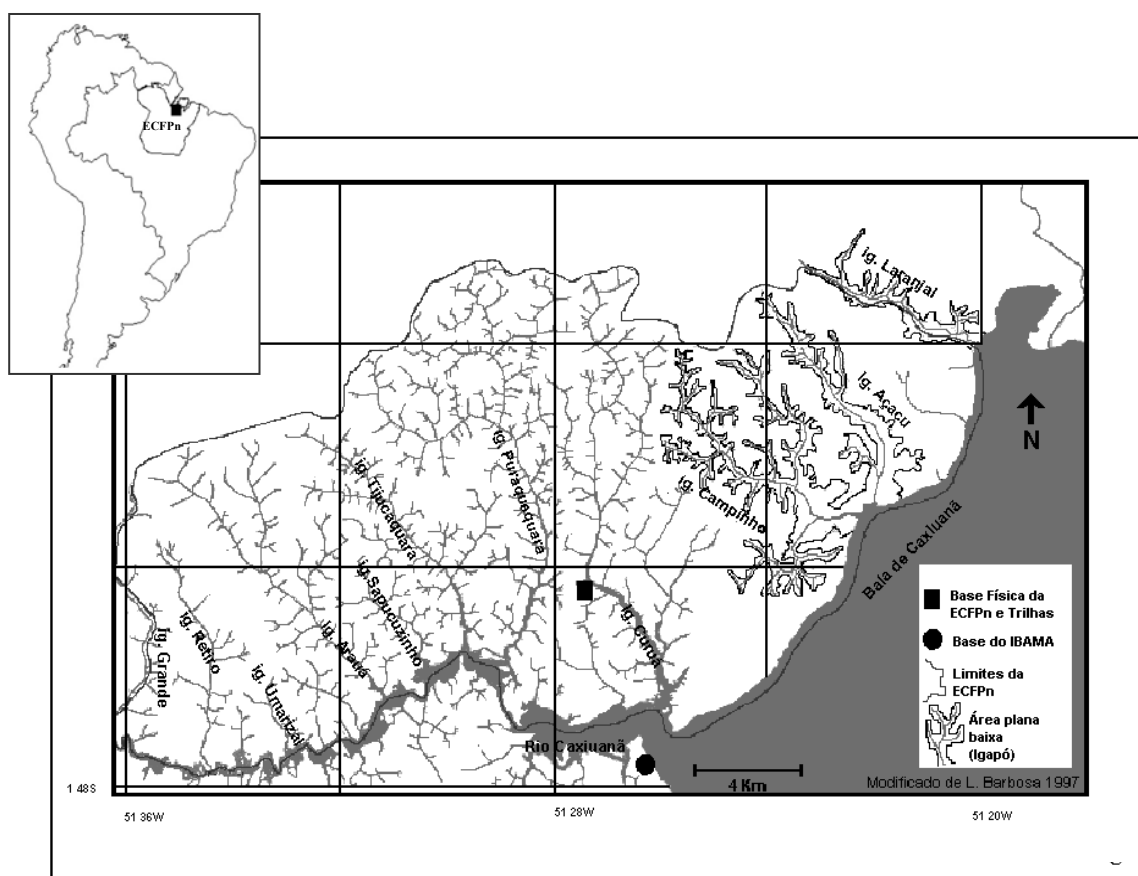 ECFPn
ig. Laranjal
ig. Açacu
N
ig. Puraquequara
ig. Tijucaquara
ig. Campinho
Baia de Caxiuanã
ig. Sapucuzinho
ig. Curua
ig. Arauá
ig. Retiro
Ig. Grande
ig. Umarizal
Rio Caxiuanã
Base Física da
ECFPn e Trilhas
Base do IBAMA
Limites da
ECFPn
Área plana
baixa
(Igapó)
4 Km
Modificado de L. Barbosa 1997
1 48S
51 36W
51 28W
51 20W